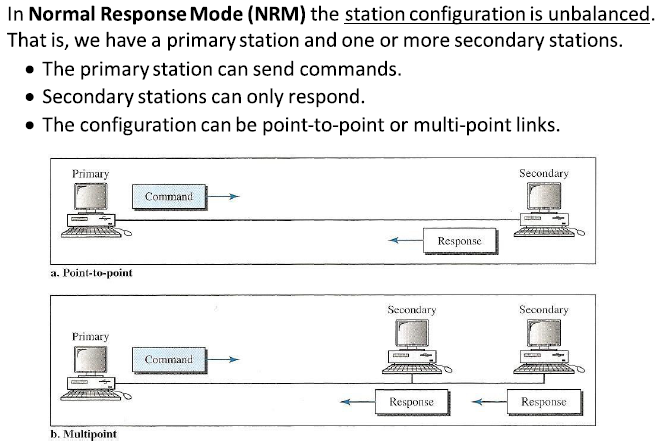 In Normal Response Mode (NRM) the station configuration is unbalanced.
That is, we have a primary station and one or more secondary stations.
• The primary station can send commands.
• Secondary stations can only respond.
• The configuration can be point-to-point or multi-point links.
Primary
Secondary
Command
Response
a. Point-to-point
Secondary
Secondary
Primary
Command
Response
Response
b. Multipoint